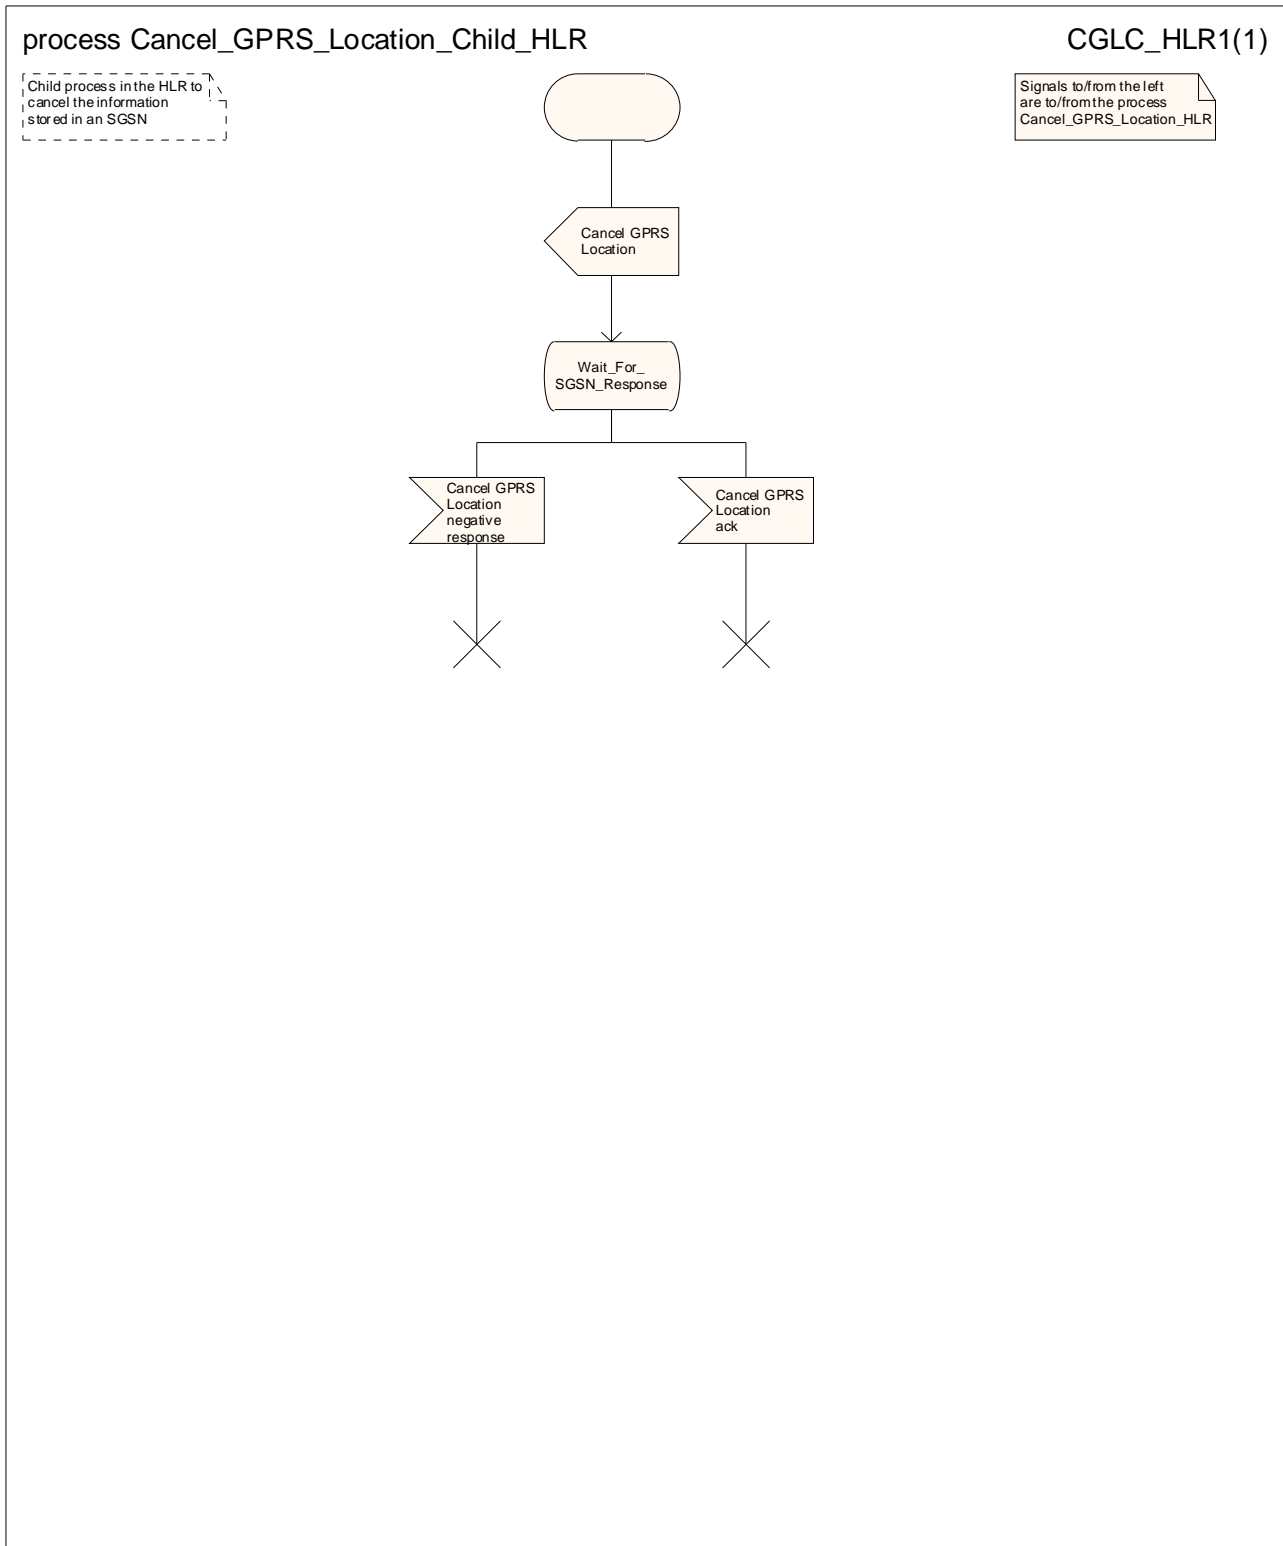 process Cancel_GPRS_Location_Child_HLR
CGLC_HLR1(1)
Child process in the HLR to
cancel the information
stored in an SGSN
Signals to/from the left
are to/from the process
Cancel_GPRS_Location_HLR
Cancel GPRS
Location
Wait_For_
SGSN_Response
Cancel GPRS
Location
negative
response
Cancel GPRS
Location
ack